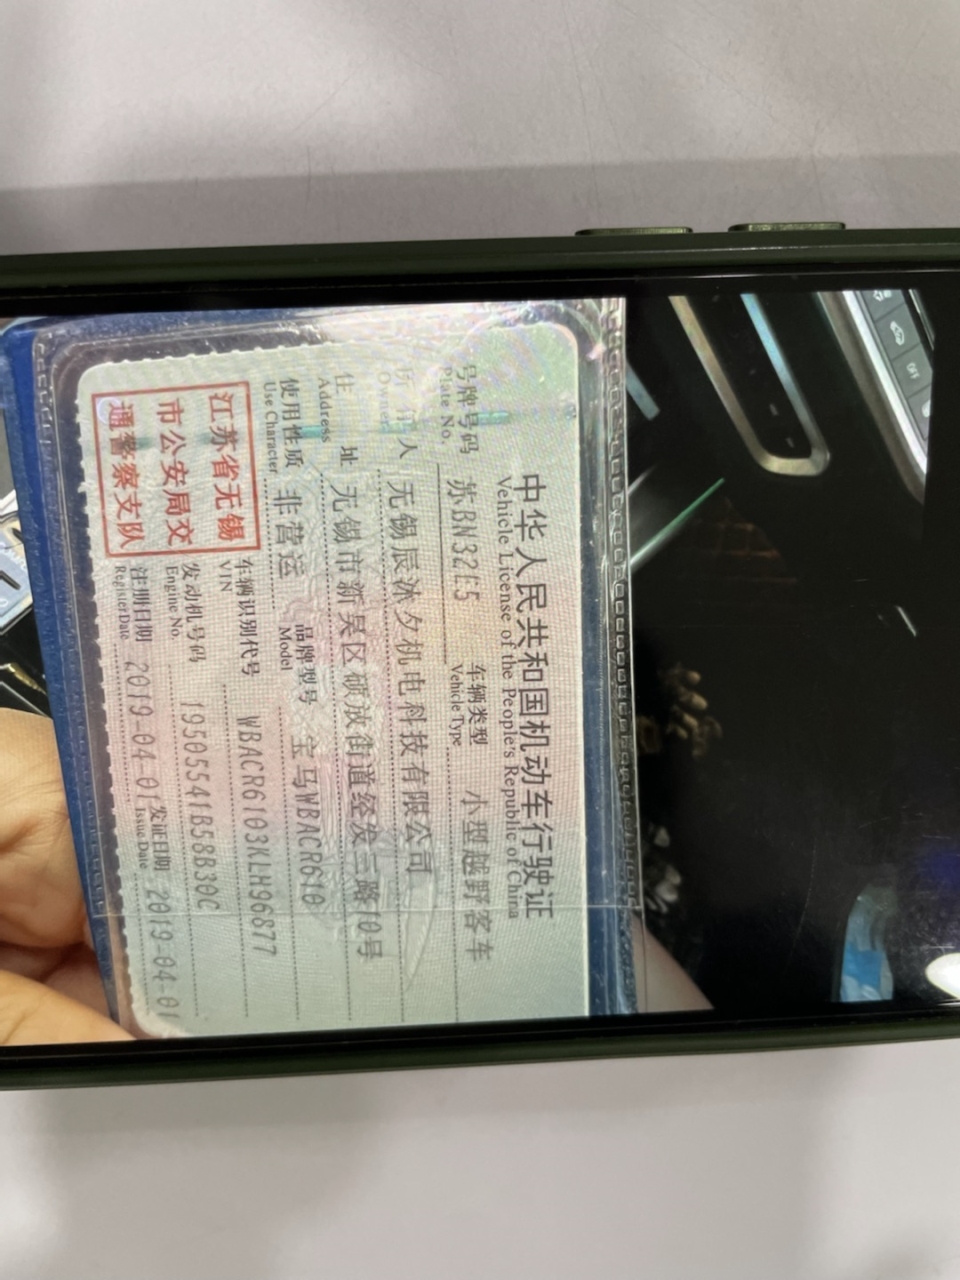 中华人民共和国机动车行驶证
Vehicle License of the People's Republic of China
号牌号码 苏BN32E5 车辆类型 小型越野客车
Plate No. Vehicle Type
所有人 无锡辰沐夕机电科技有限公司
Owner
住 址 无锡市新吴区硕放街道经发三路10号
Address
使用性质 非营运 品牌型号 宝马WBACR610
Use Character Model
江苏省无锡
市公安局交
通警察支队
车辆识别代号 WBACR6103KLH96877
VIN
发动机号码 19505541B58B30C
Engine No.
注册日期 2019-04-01 发证日期 2019-04-01
Register Date Issue Date
OFF